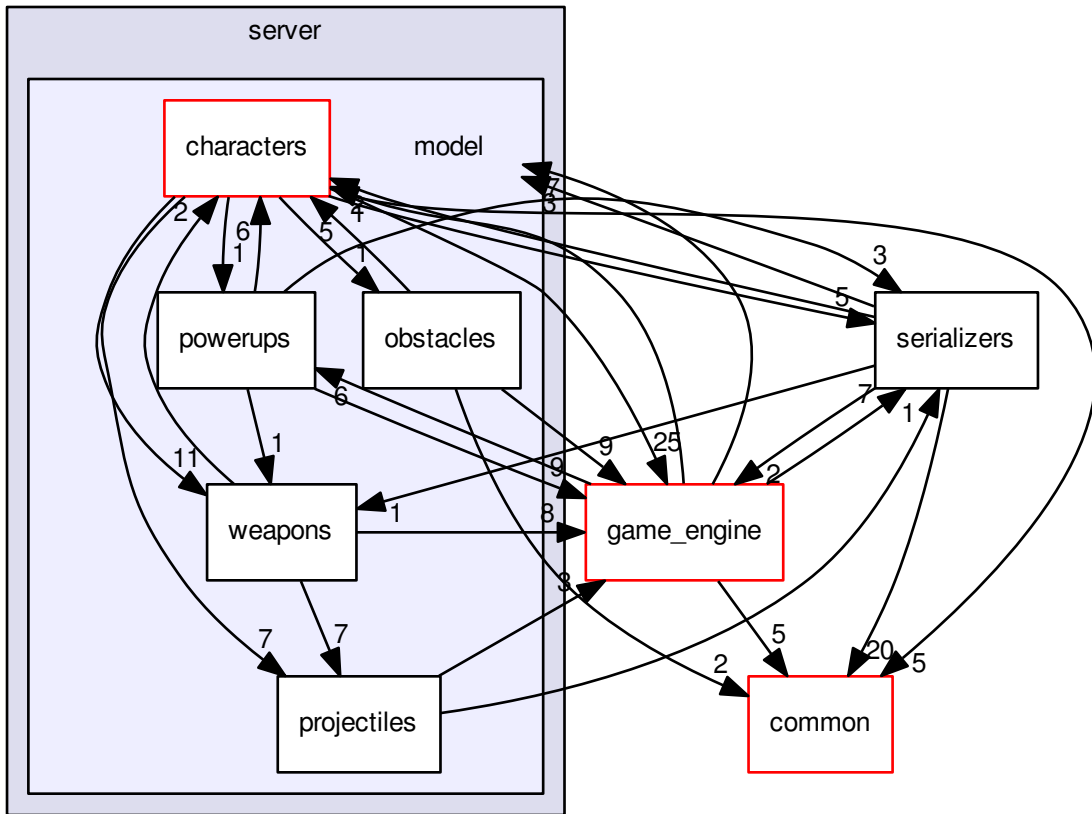 server
characters
model
7
3
2
6
1
5
1
4
1
3
5
powerups
obstacles
serializers
6
7
1
11
1
9
25
9
2
1
8
weapons
game_engine
3
7
7
5
2
20
5
projectiles
common